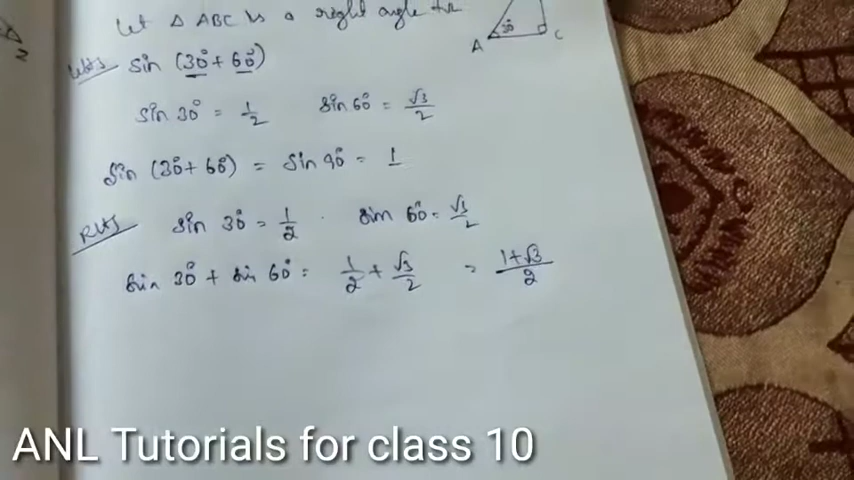 Let △ ABC is a right angle
A 30° C
LHS sin (30° + 60°)
sin 30° = 1/2 sin 60° = √3/2
sin (30° + 60°) = sin 90° = 1
RHS sin 30° = 1/2 . sin 60° = √3/2
sin 30° + sin 60° = 1/2 + √3/2 = 1+√3/2
2
ANL Tutorials for class 10